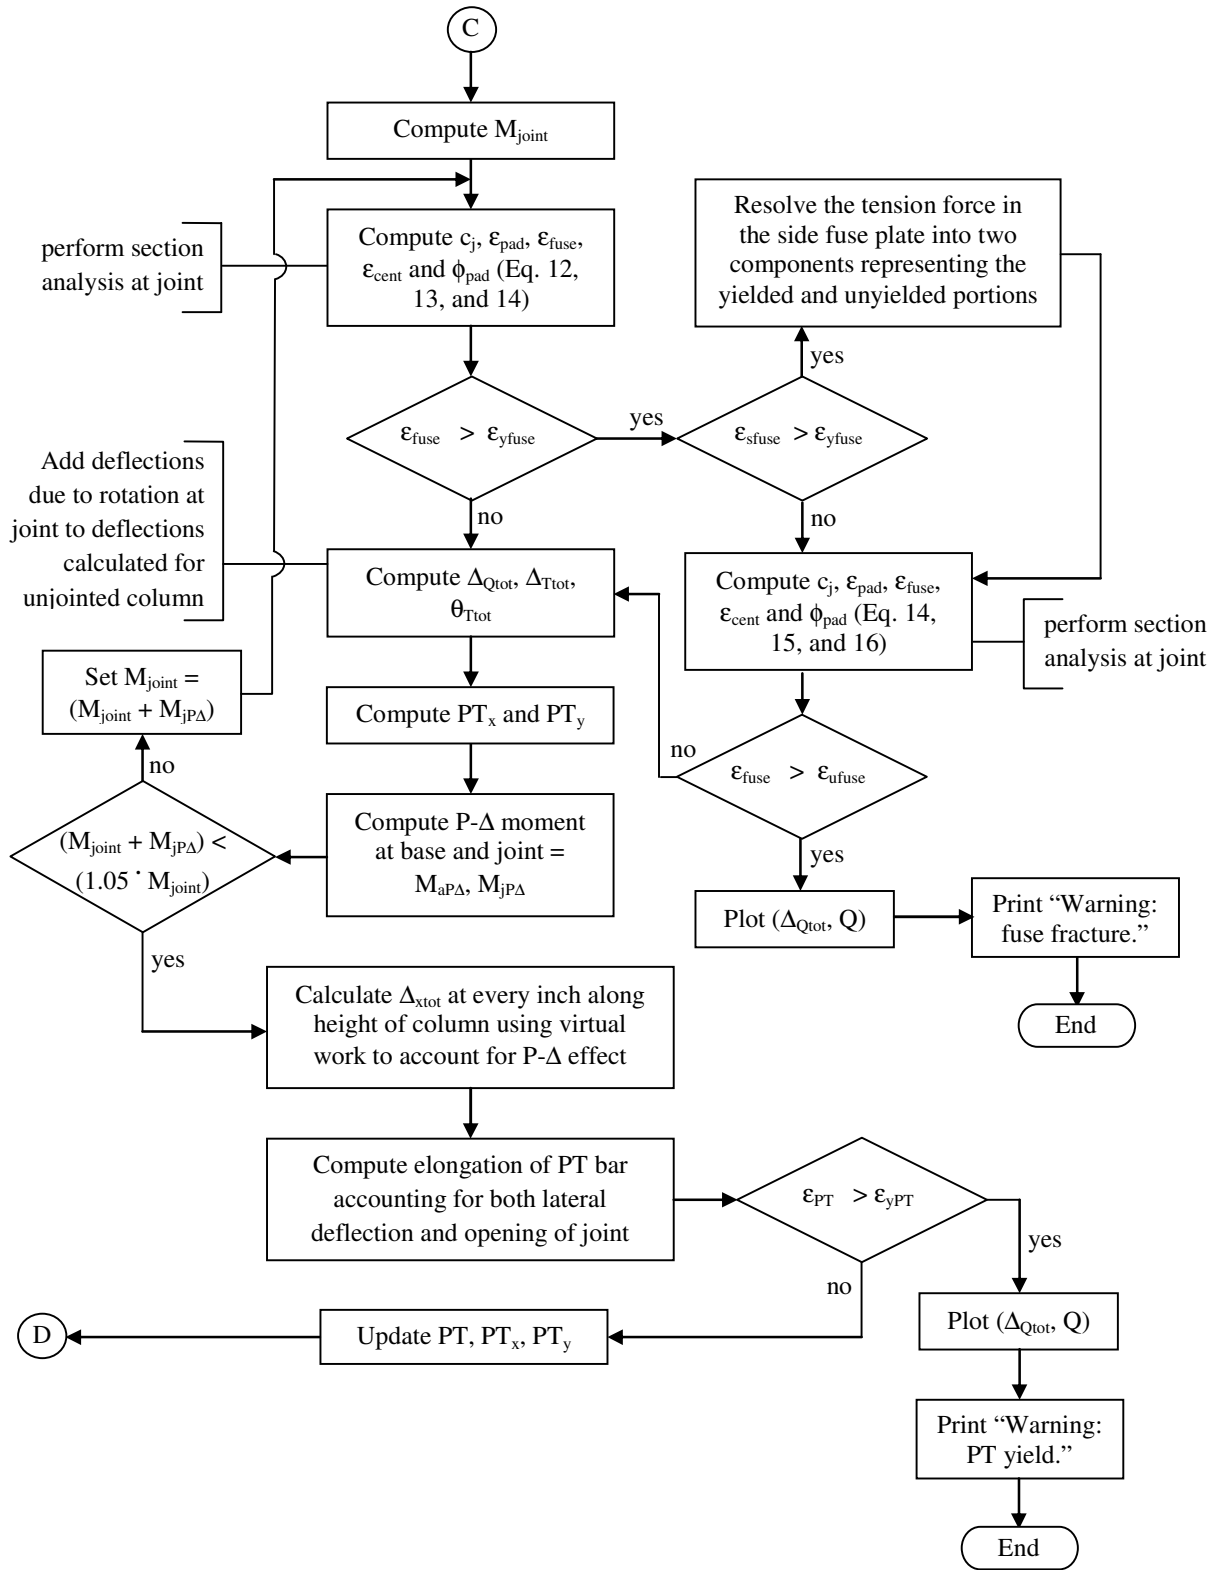 C
Compute M_joint
perform section
analysis at joint
Compute c_j, ε_pad, ε_fuse,
ε_cent and ϕ_pad (Eq. 12,
13, and 14)
Resolve the tension force in
the side fuse plate into two
components representing the
yielded and unyielded portions
yes
ε_fuse > ε_yfuse
yes
ε_sfuse > ε_yfuse
no
no
Add deflections
due to rotation at
joint to deflections
calculated for
unjointed column
Compute Δ_Qtot, Δ_Ttot,
θ_Ttot
Compute c_j, ε_pad, ε_fuse,
ε_cent and ϕ_pad (Eq. 14,
15, and 16)
perform section
analysis at joint
Set M_joint =
(M_joint + M_jPΔ)
Compute PT_x and PT_y
no
ε_fuse > ε_ufuse
no
(M_joint + M_jPΔ) <
(1.05 · M_joint)
Compute P-Δ moment
at base and joint =
M_aPΔ, M_jPΔ
yes
Plot (Δ_Qtot, Q)
Print “Warning:
fuse fracture.”
End
yes
Calculate Δ_xtot at every inch along
height of column using virtual
work to account for P-Δ effect
Compute elongation of PT bar
accounting for both lateral
deflection and opening of joint
ε_PT > ε_yPT
yes
no
D
Update PT, PT_x, PT_y
Plot (Δ_Qtot, Q)
Print “Warning:
PT yield.”
End